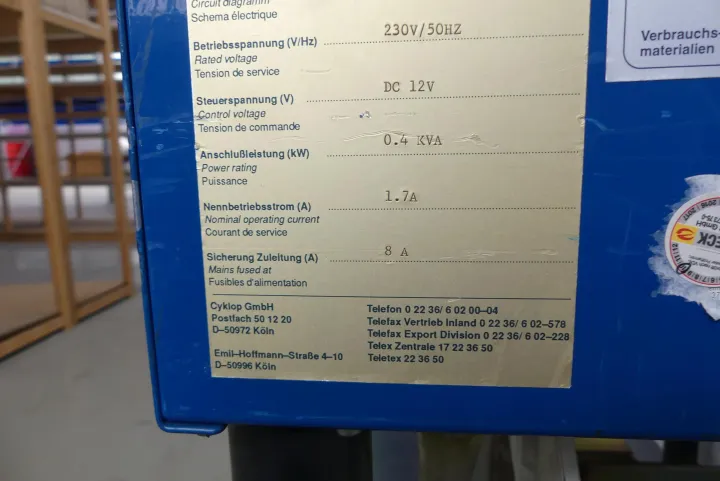 Circuit diagramm
Schema électrique
Betriebsspannung (V/Hz) 230V/50HZ
Rated voltage
Tension de service
Steuerspannung (V) DC 12V
Control voltage
Tension de commande
Anschlußleistung (kW) 0.4 KVA
Power rating
Puissance
Nennbetriebsstrom (A) 1.7A
Nominal operating current
Courant de service
Sicherung Zuleitung (A) 8 A
Mains fused at
Fusibles d'alimentation
Cyklop GmbH
Postfach 50 12 20
D–50972 Köln
Emil–Hoffmann–Straße 4–10
D–50996 Köln
Telefon 0 22 36/ 6 02 00–04
Telefax Vertrieb Inland 0 22 36/ 6 02–578
Telefax Export Division 0 22 36/ 6 02–228
Telex Zentrale 17 22 36 50
Teletex 22 36 50
Verbrauchs-
materialien
GmbH